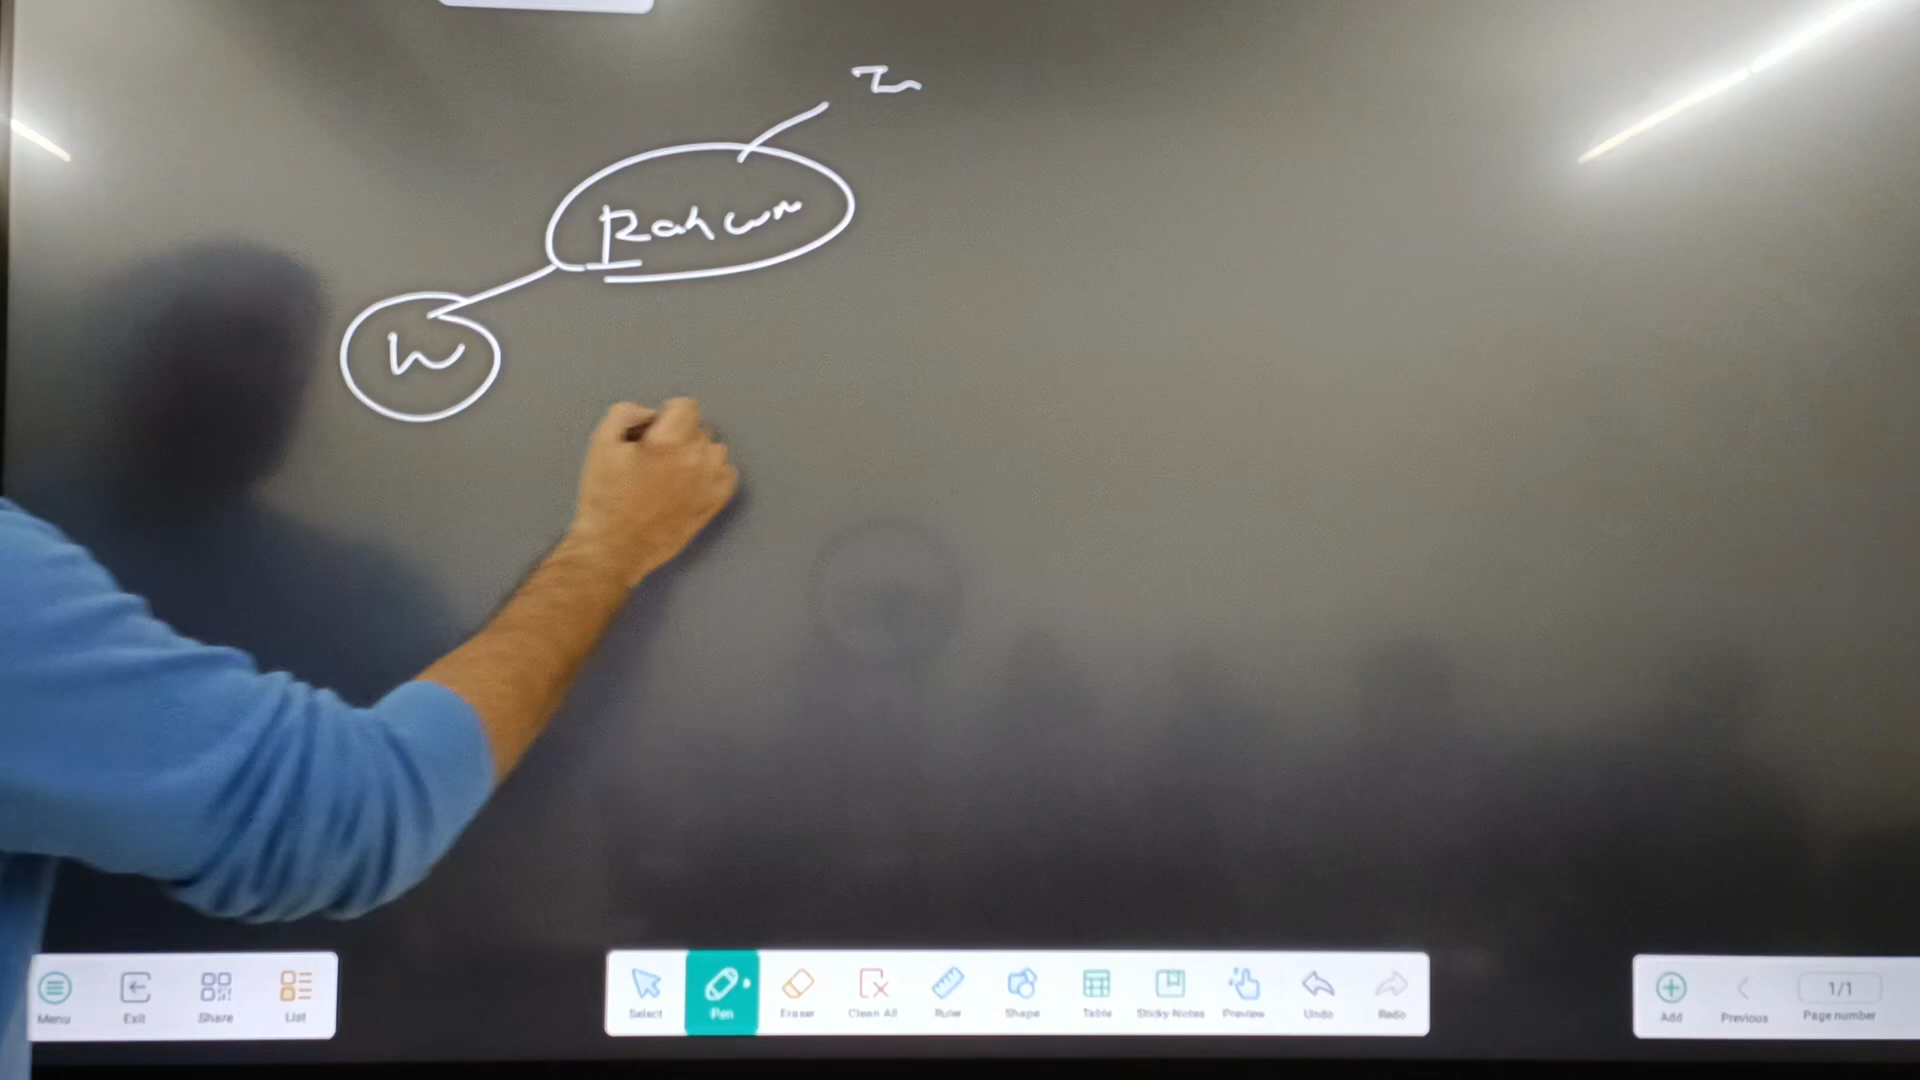 W
Menu
Exit
Share
List
Select
Pen
Eraser
Clean All
Ruler
Shape
Table
Sticky Notes
Preview
Undo
Redo
Add
Previous
1/1
Page number